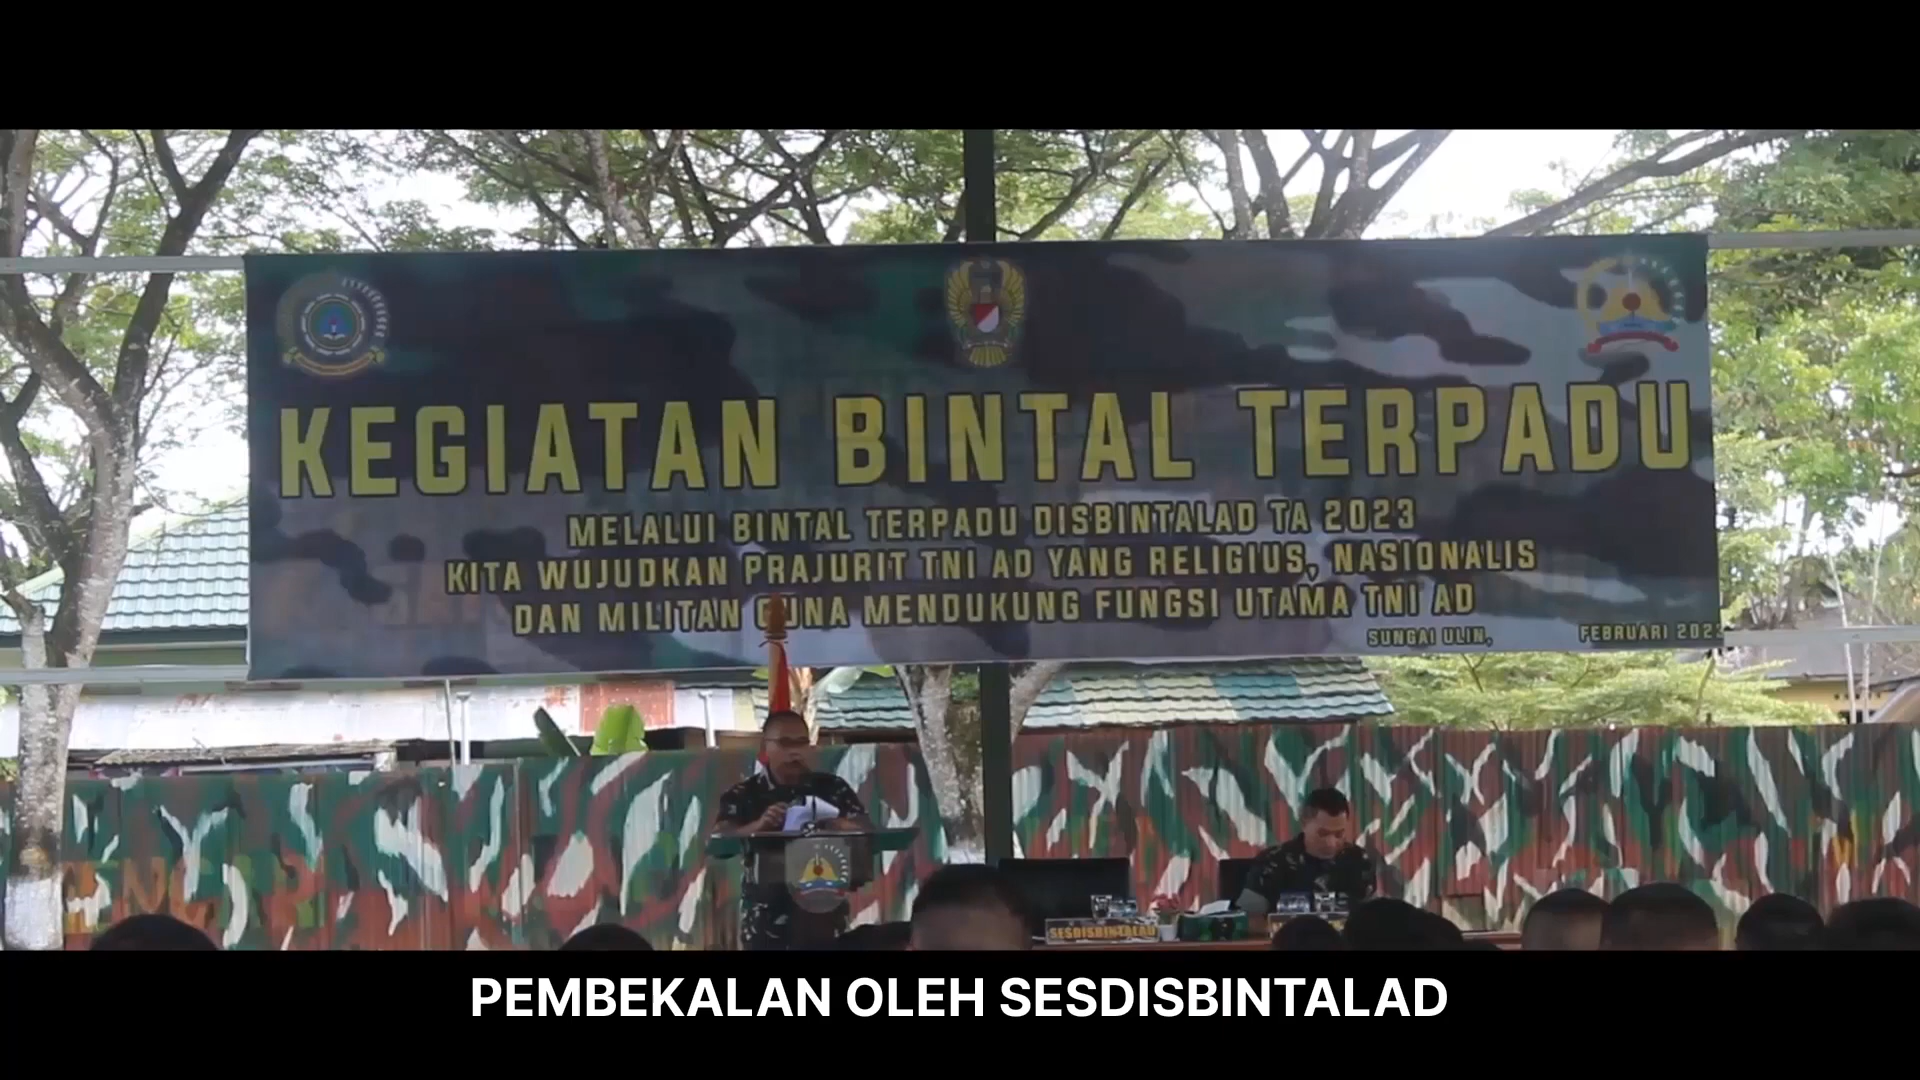 KEGIATAN BINTAL TERPADU
MELALUI BINTAL TERPADU DISBINTALAD TA 2023
KITA WUJUDKAN PRAJURIT TNI AD YANG RELIGIUS, NASIONALIS
DAN MILITAN GUNA MENDUKUNG FUNGSI UTAMA TNI AD
SUNGAI ULIN, FEBRUARI 2023
SESDISBINTALAD
PEMBEKALAN OLEH SESDISBINTALAD